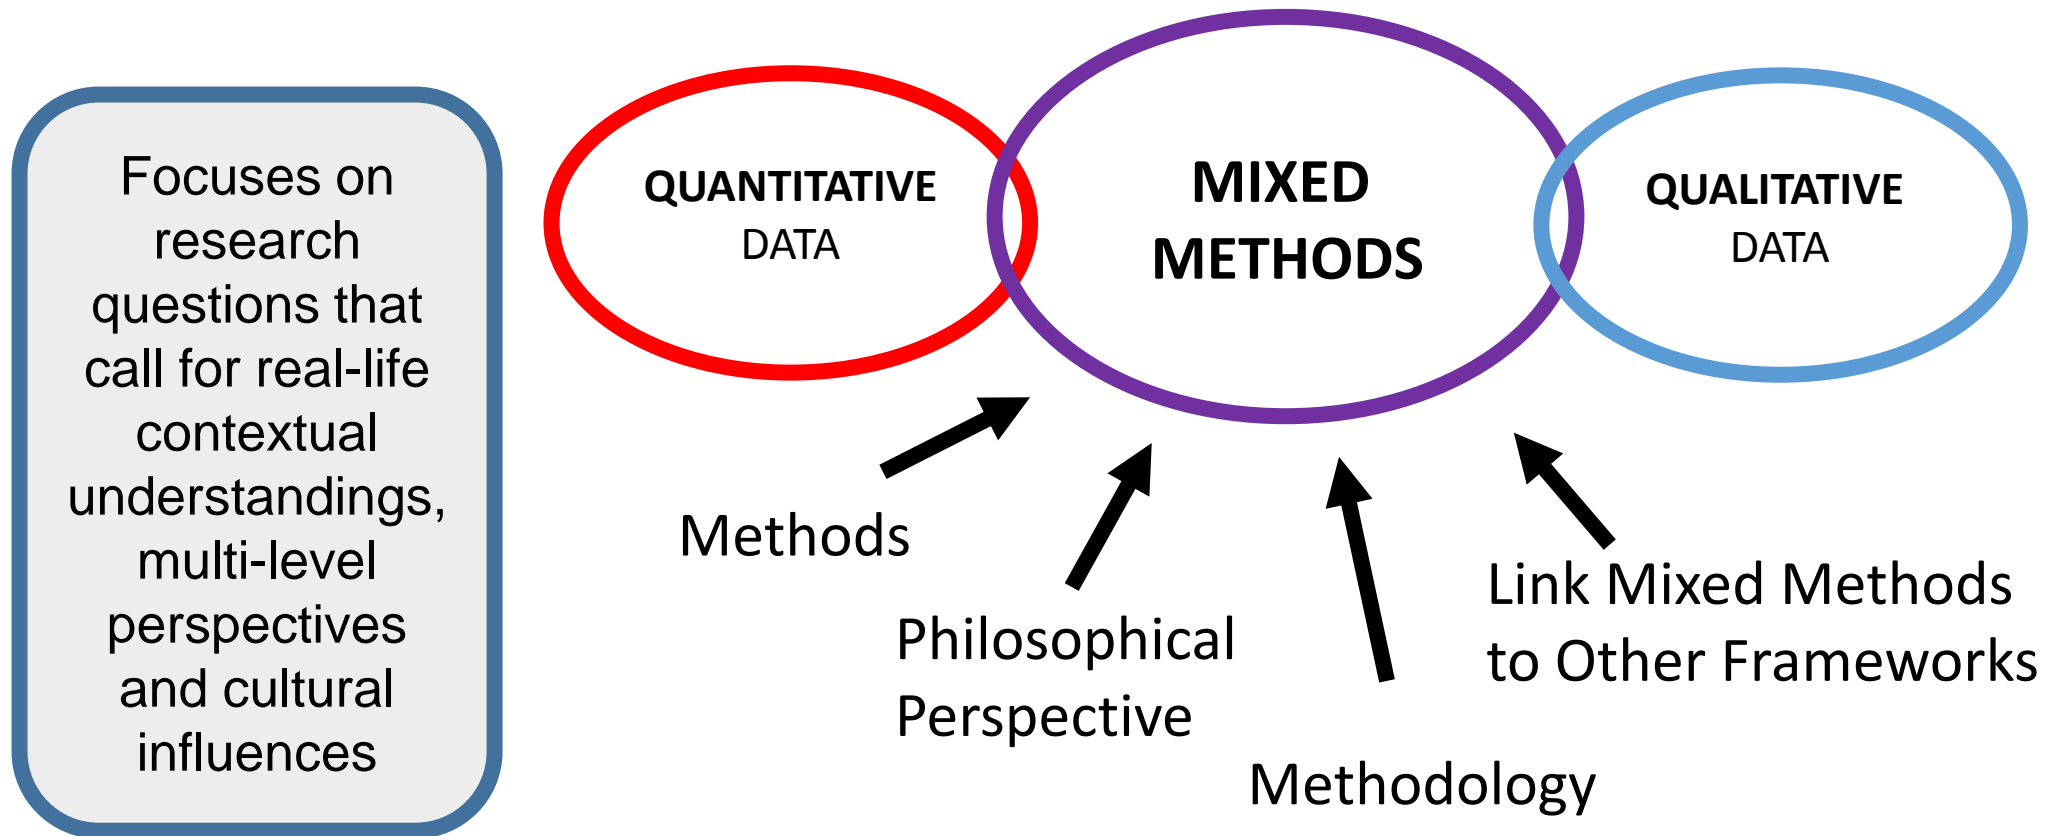 Focuses on
research
questions that
call for real-life
contextual
understandings,
multi-level
perspectives
and cultural
influences
QUANTITATIVE
DATA
MIXED
METHODS
QUALITATIVE
DATA
Methods
Philosophical
Perspective
Methodology
Link Mixed Methods
to Other Frameworks